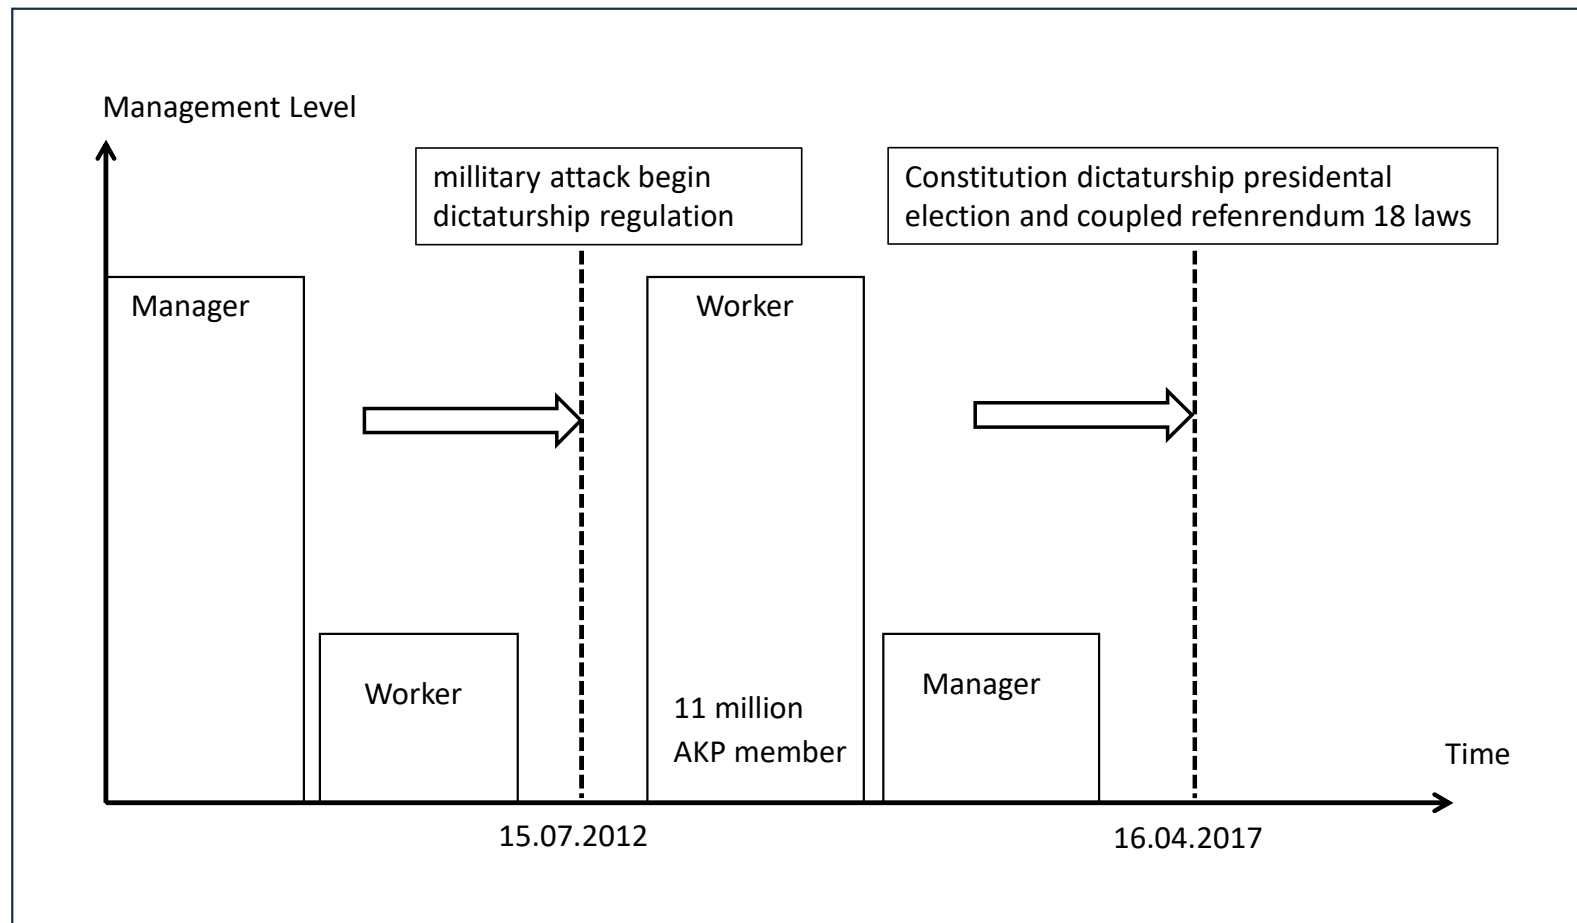 Management Level
millitary attack begin
dictaturship regulation
Constitution dictaturship presidental
election and coupled refenrendum 18 laws
Manager
Worker
Worker
11 million
AKP member
Manager
Time
15.07.2012
16.04.2017